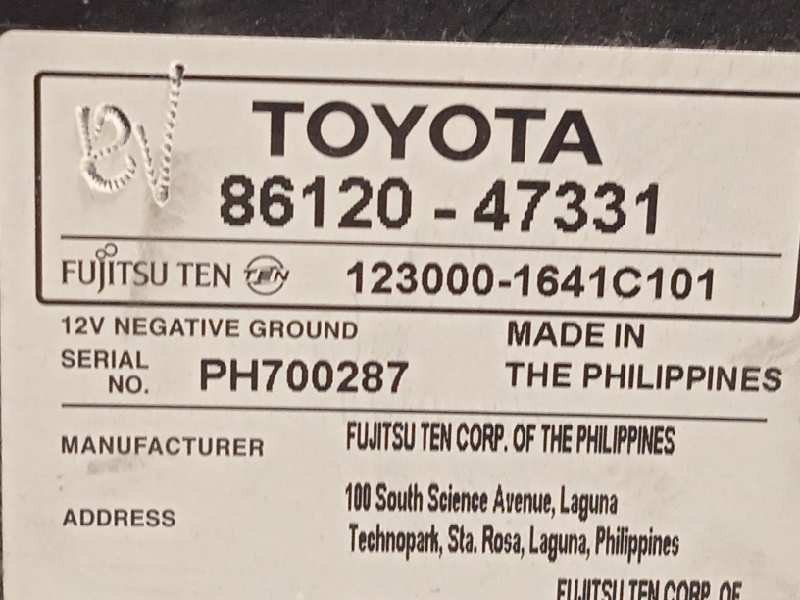 TOYOTA
86120 - 47331
FUJITSU TEN TEN 123000-1641C101
12V NEGATIVE GROUND
MADE IN
THE PHILIPPINES
SERIAL
NO. PH700287
MANUFACTURER FUJITSU TEN CORP. OF THE PHILIPPINES
ADDRESS
100 South Science Avenue, Laguna
Technopark, Sta. Rosa, Laguna, Philippines
FUJITSU TEN CORP. OF